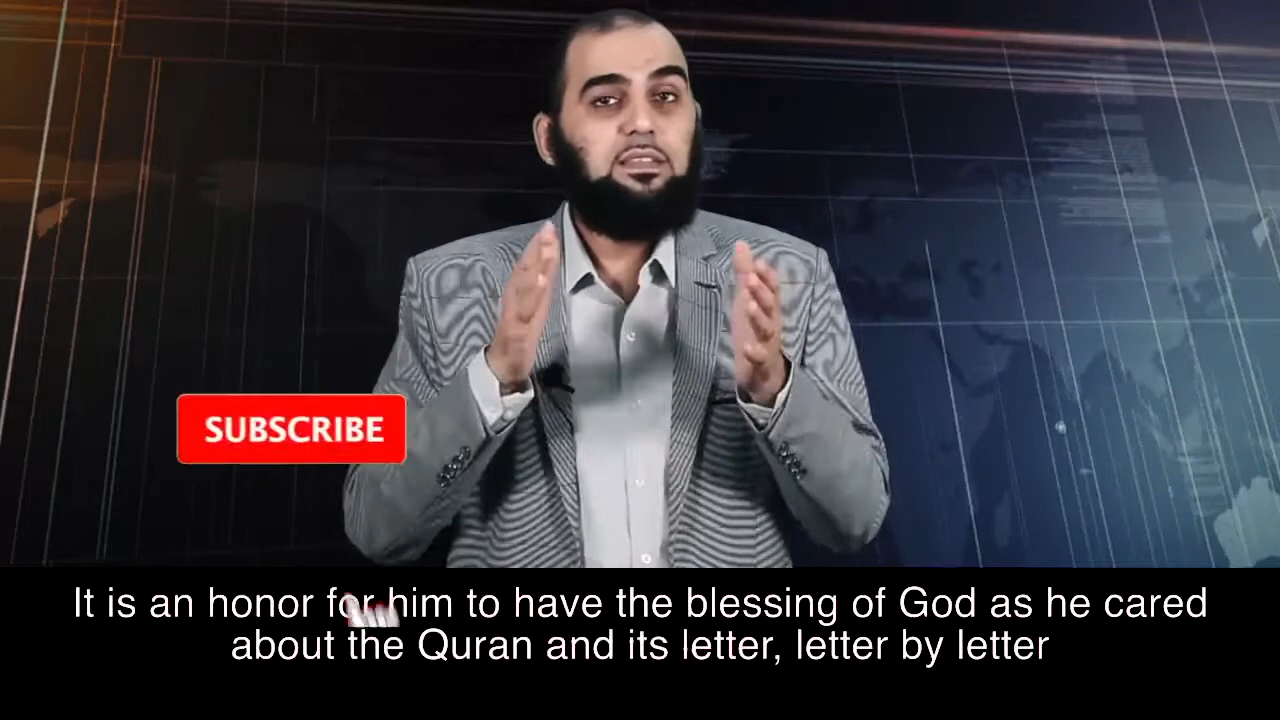 SUBSCRIBE
It is an honor for him to have the blessing of God as he cared
about the Quran and its letter, letter by letter